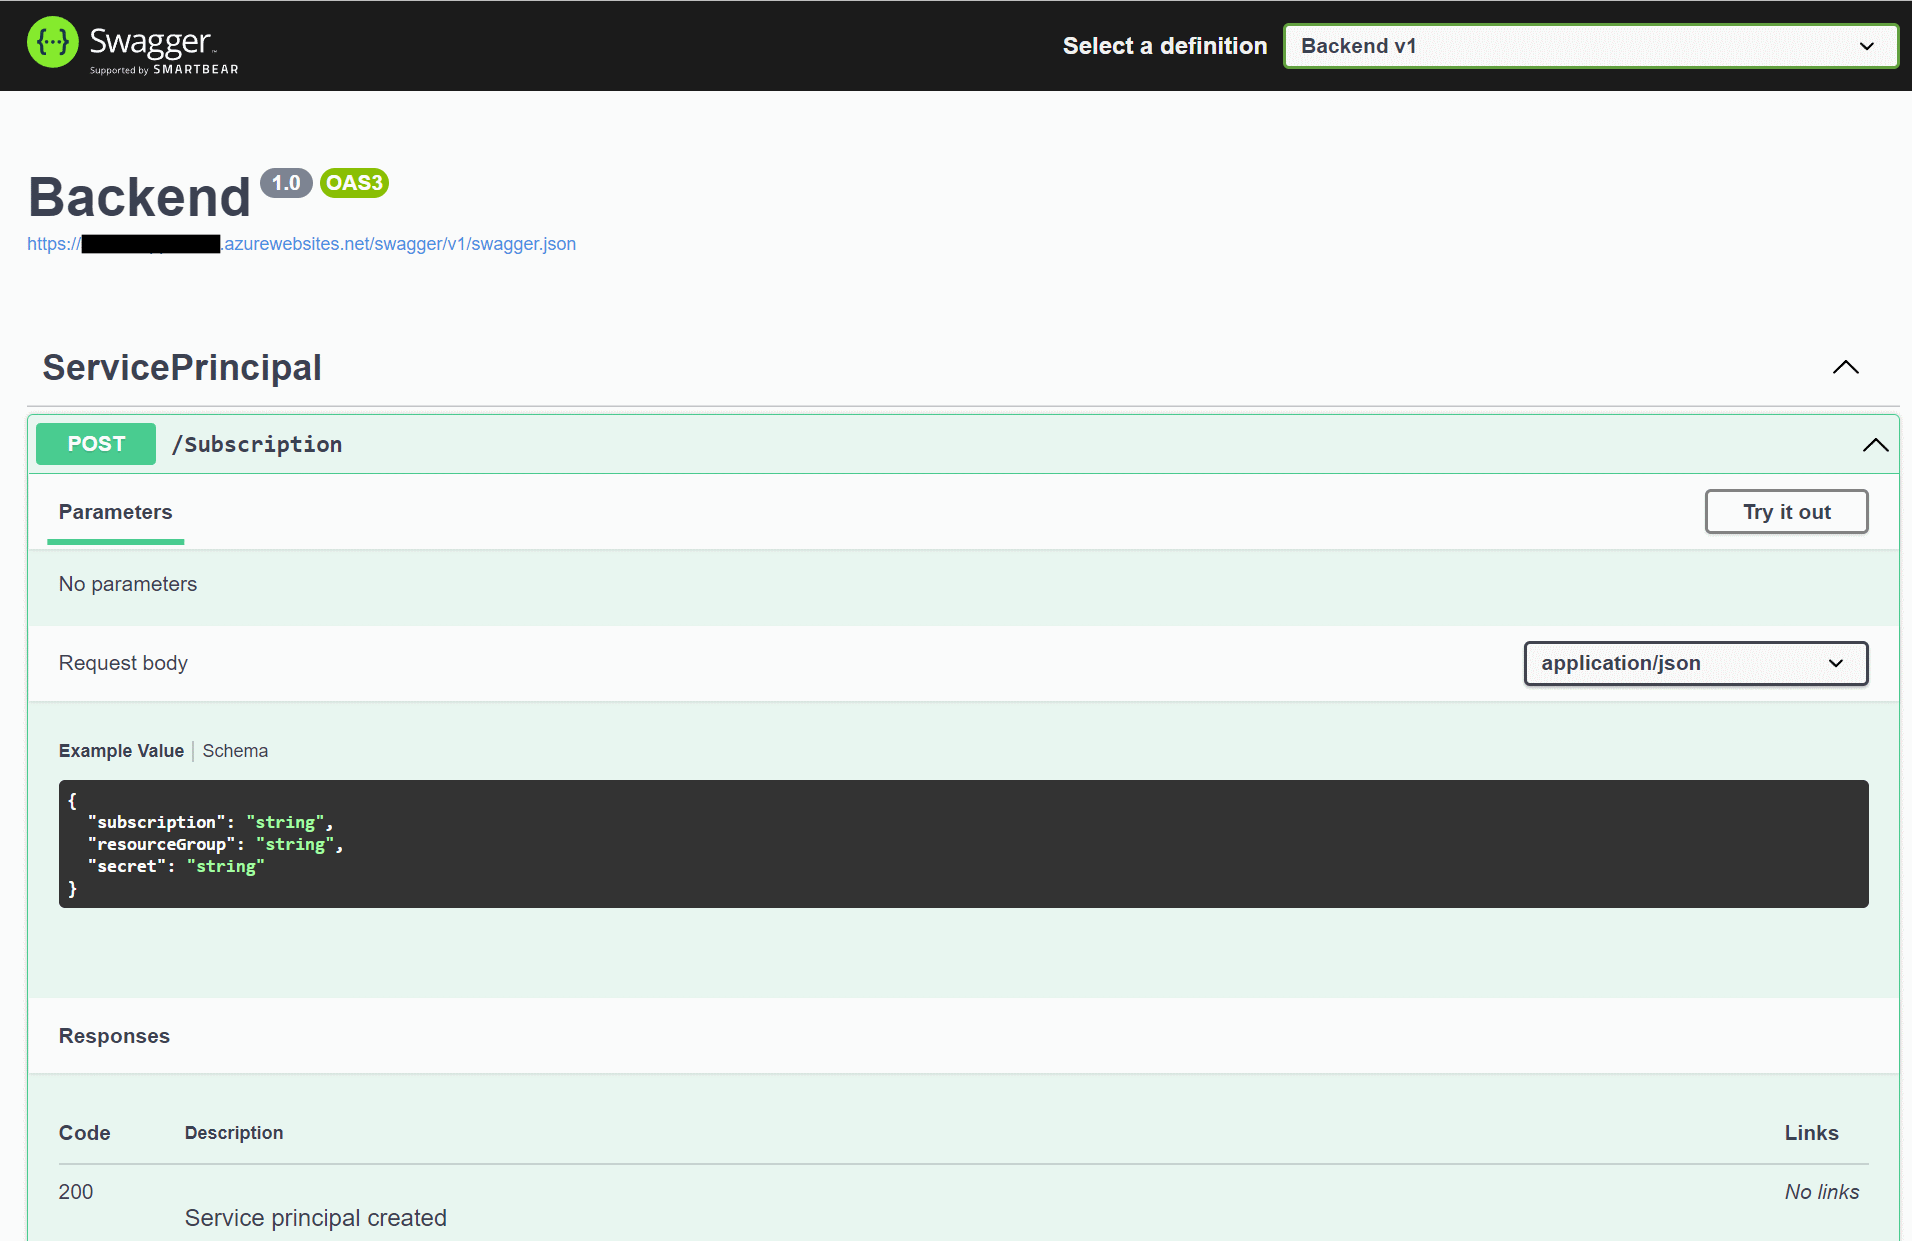 Swagger™
Supported by SMARTBEAR
Select a definition
Backend v1
Backend 1.0 OAS3
https:// .azurewebsites.net/swagger/v1/swagger.json
ServicePrincipal
POST /Subscription
Parameters
Try it out
No parameters
Request body
application/json
Example Value
Schema
{
"subscription": "string",
"resourceGroup": "string",
"secret": "string"
}
Responses
Code Description Links
200 No links
Service principal created